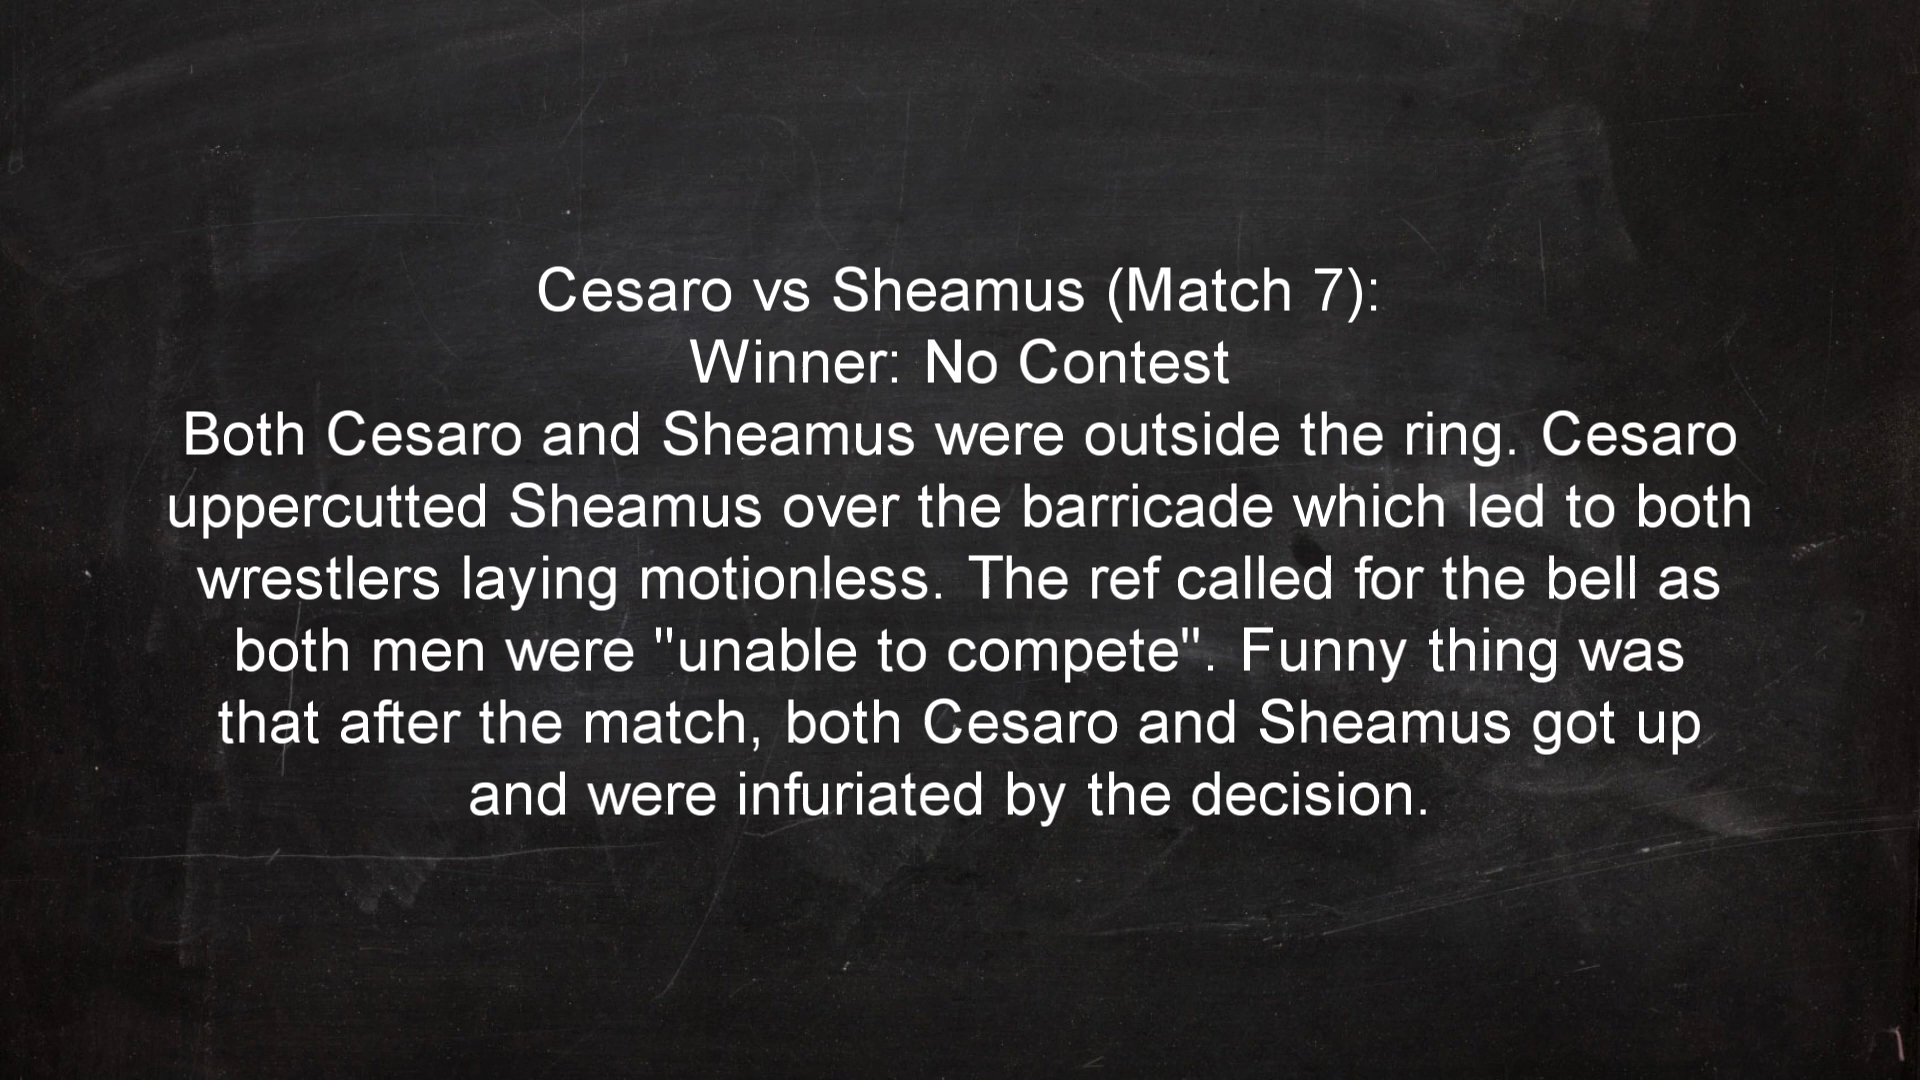 Cesaro vs Sheamus (Match 7):
Winner: No Contest
Both Cesaro and Sheamus were outside the ring. Cesaro
uppercutted Sheamus over the barricade which led to both
wrestlers laying motionless. The ref called for the bell as
both men were "unable to compete". Funny thing was
that after the match, both Cesaro and Sheamus got up
and were infuriated by the decision.